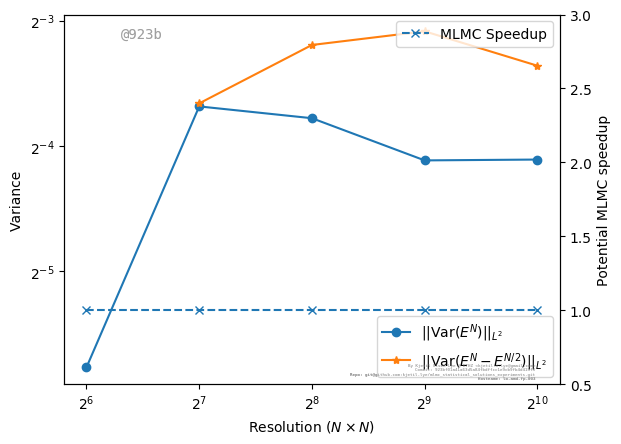 @923b
MLMC Speedup
2^-3
2^-4
2^-5
Variance
3.0
2.5
2.0
1.5
1.0
0.5
Potential MLMC speedup
||Var(E^N)||_{L^2}
||Var(E^N − E^{N/2})||_{L^2}
2^6 2^7 2^8 2^9 2^10
Resolution (N × N)